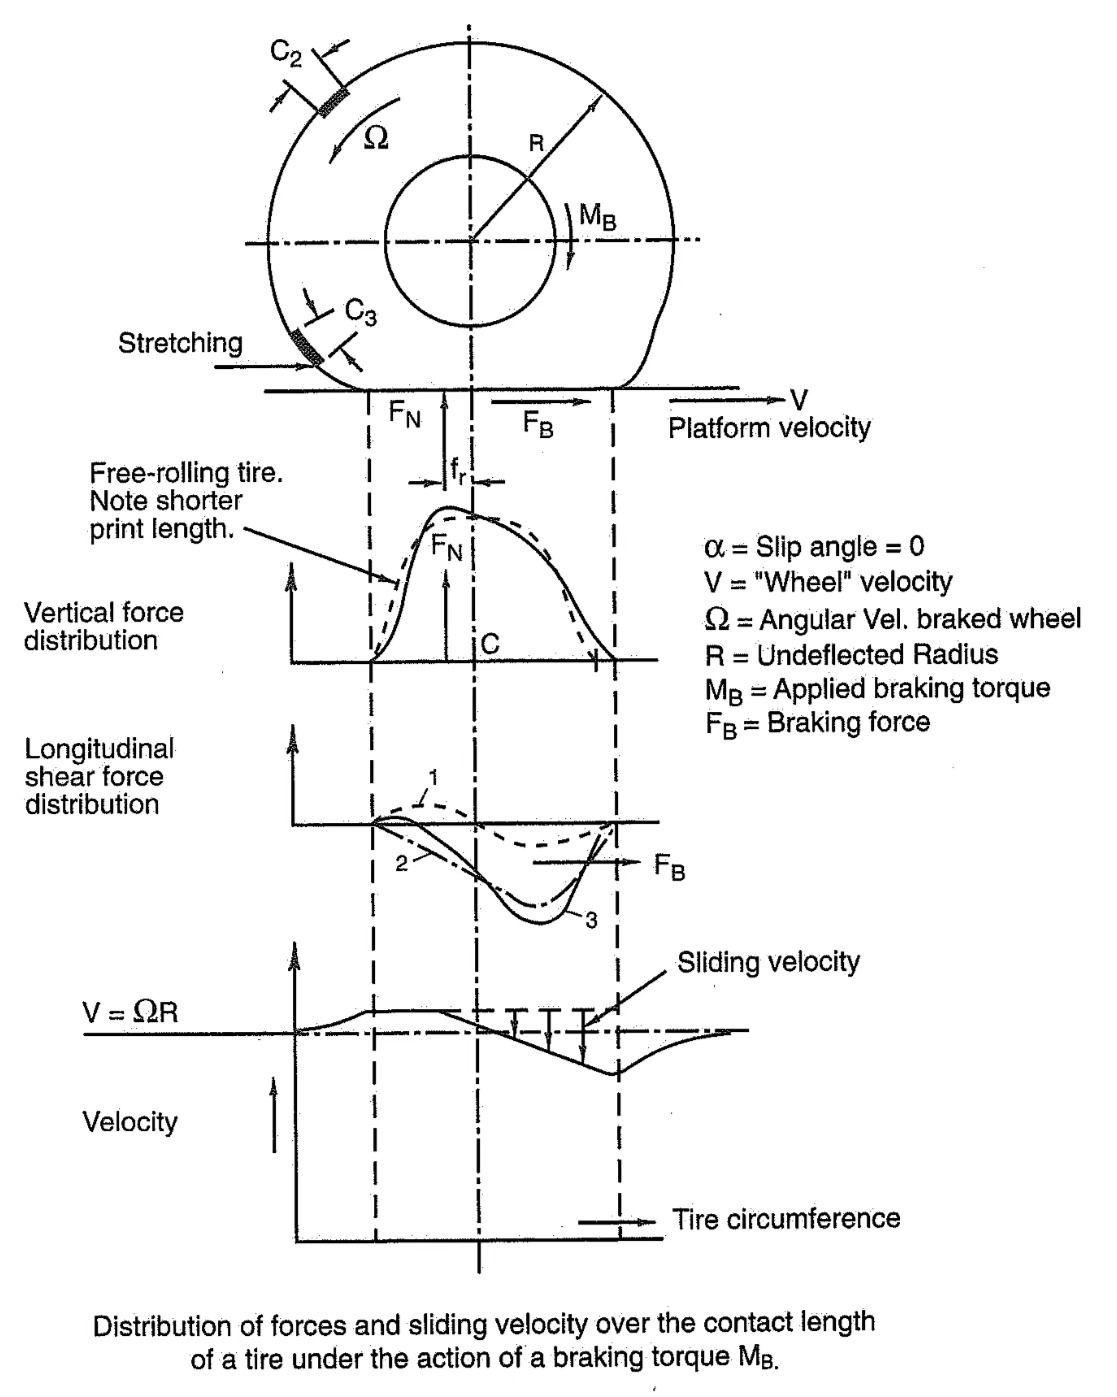 C2
Ω
R
MB
C3
Stretching
V
FN
FB
Platform velocity
fr
Free-rolling tire.
Note shorter
print length.
FN
α = Slip angle = 0
V = "Wheel" velocity
Ω = Angular Vel. braked wheel
R = Undeflected Radius
MB = Applied braking torque
FB = Braking force
Vertical force
distribution
C
Longitudinal
shear force
distribution
1
2
FB
3
Sliding velocity
V = ΩR
Velocity
Tire circumference
Distribution of forces and sliding velocity over the contact length
of a tire under the action of a braking torque MB.